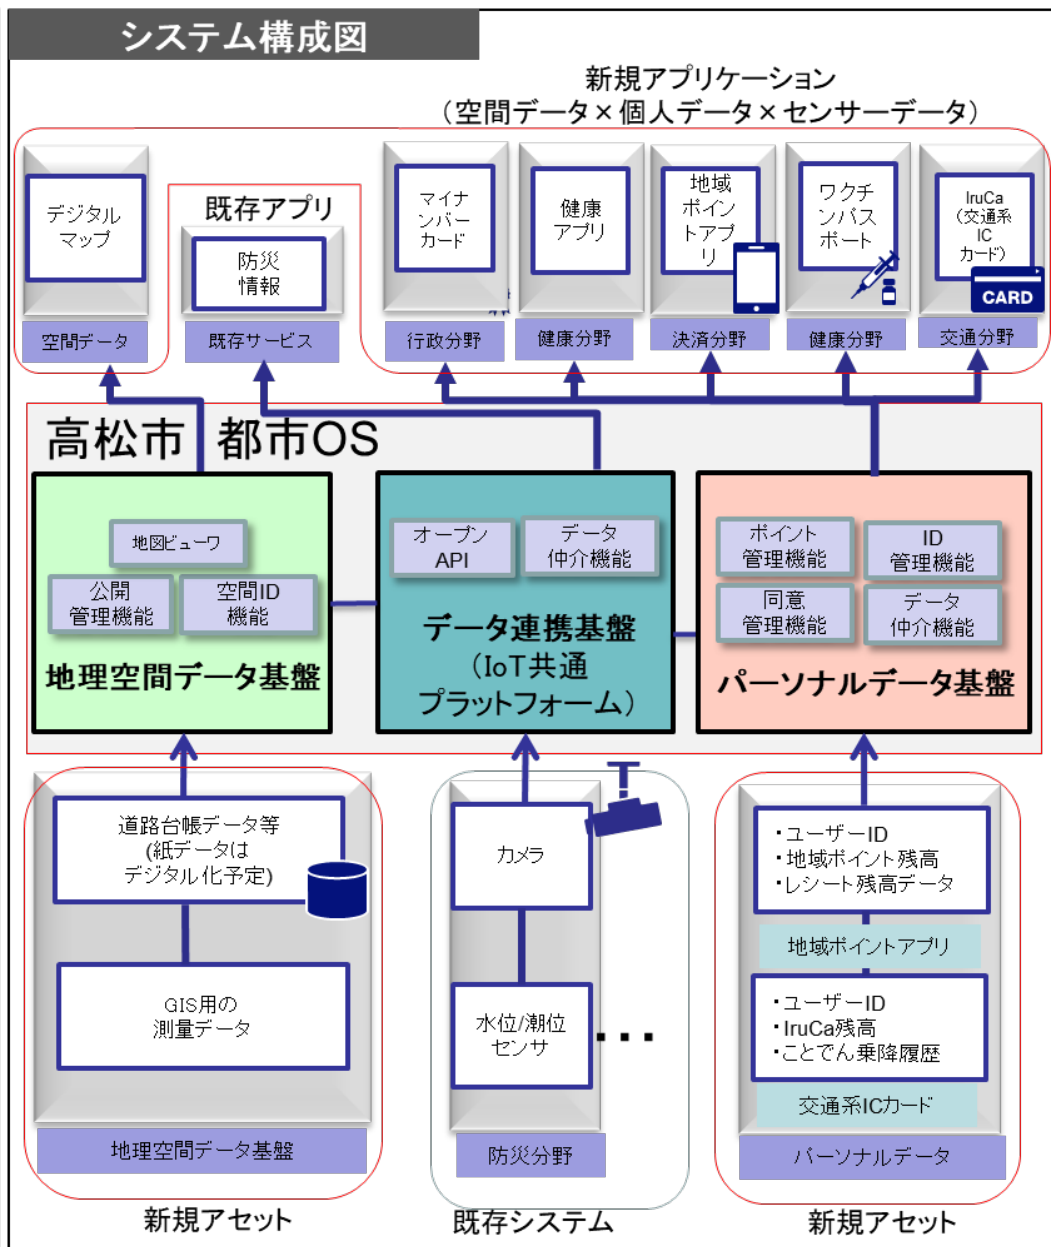 システム構成図
新規アプリケーション
(空間データ×個人データ×センサーデータ)
デジタル
マップ
空間データ
既存アプリ
防災
情報
既存サービス
マイナ
ンバー
カード
行政分野
健康
アプリ
健康分野
地域
ポイン
トアプ
リ
決済分野
ワクチ
ンパス
ポート
健康分野
IruCa
(交通系
IC
カード)
CARD
交通分野
高松市 都市OS
地図ビューワ
公開
管理機能
空間ID
機能
地理空間データ基盤
オープン
API
データ
仲介機能
データ連携基盤
(IoT共通
プラットフォーム)
ポイント
管理機能
ID
管理機能
同意
管理機能
データ
仲介機能
パーソナルデータ基盤
道路台帳データ等
(紙データは
デジタル化予定)
GIS用の
測量データ
地理空間データ基盤
新規アセット
カメラ
水位/潮位
センサ
・・・
防災分野
既存システム
・ユーザーID
・地域ポイント残高
・レシート残高データ
地域ポイントアプリ
・ユーザーID
・IruCa残高
・ことでん乗降履歴
交通系ICカード
パーソナルデータ
新規アセット